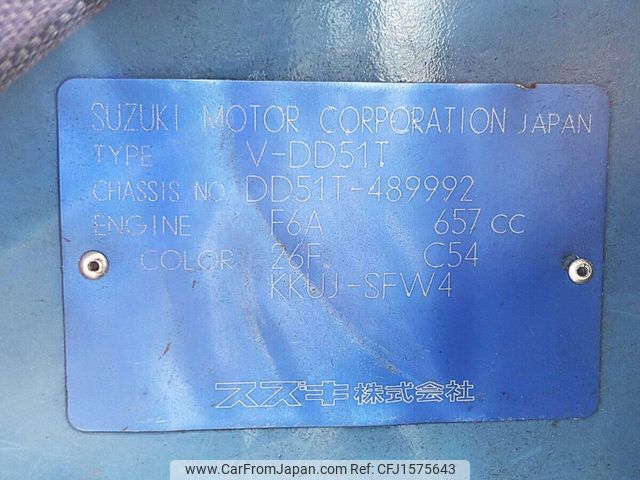 SUZUKI MOTOR CORPORATION JAPAN
TYPE V-DD51T
CHASSIS NO DD51T-489992
ENGINE F6A 657 CC
COLOR 26F C54
KKUJ-SFW4
スズキ株式会社
www.CarFromJapan.com CFJ1575643